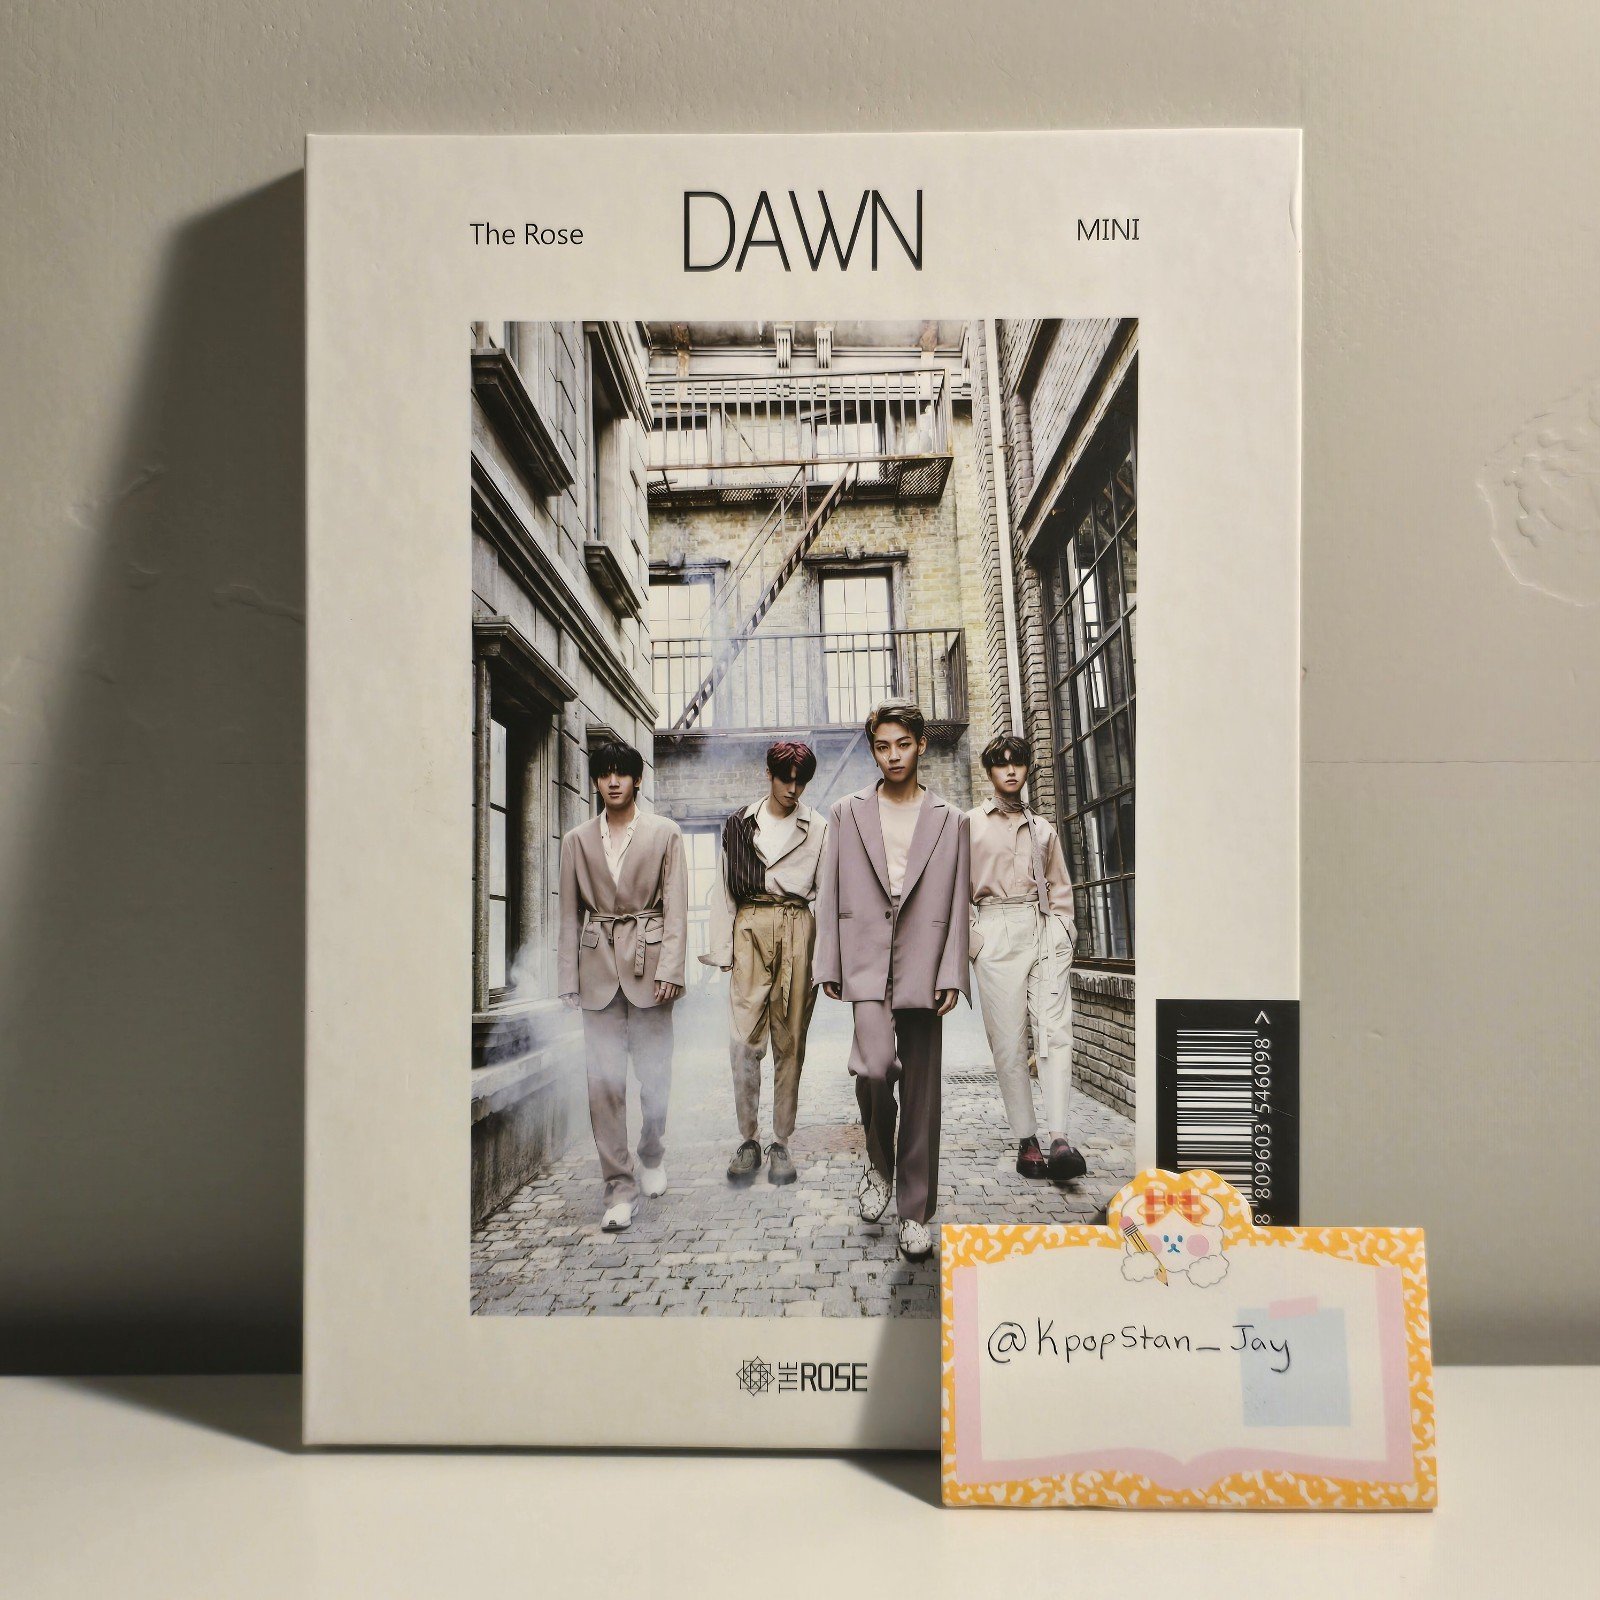 The Rose
DAWN
MINI
8 809603 546098 >
THE ROSE
@KpopStan_Jay